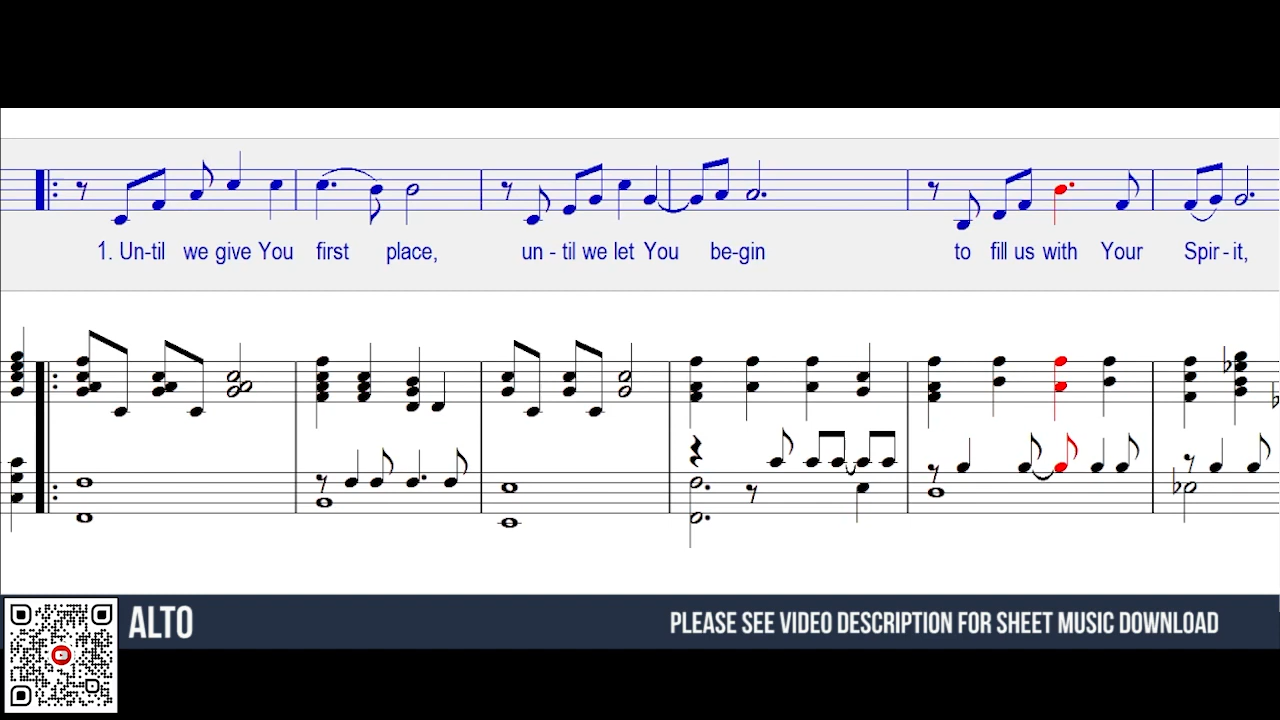 1. Un-til we give You first place, un - til we let You be-gin to fill us with Your Spir - it,
ALTO
PLEASE SEE VIDEO DESCRIPTION FOR SHEET MUSIC DOWNLOAD